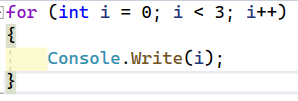 for (int i = 0; i < 3; i++)
{
    Console.Write(i);
}